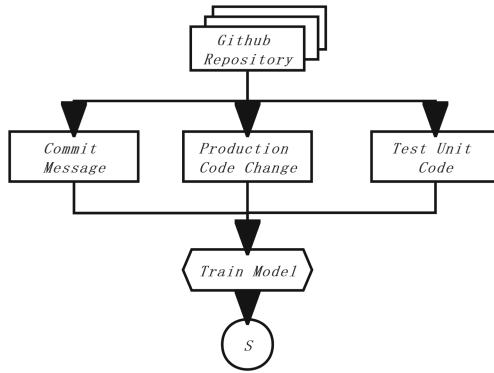 Github
Repository
Commit
Message
Production
Code Change
Test Unit
Code
Train Model
S